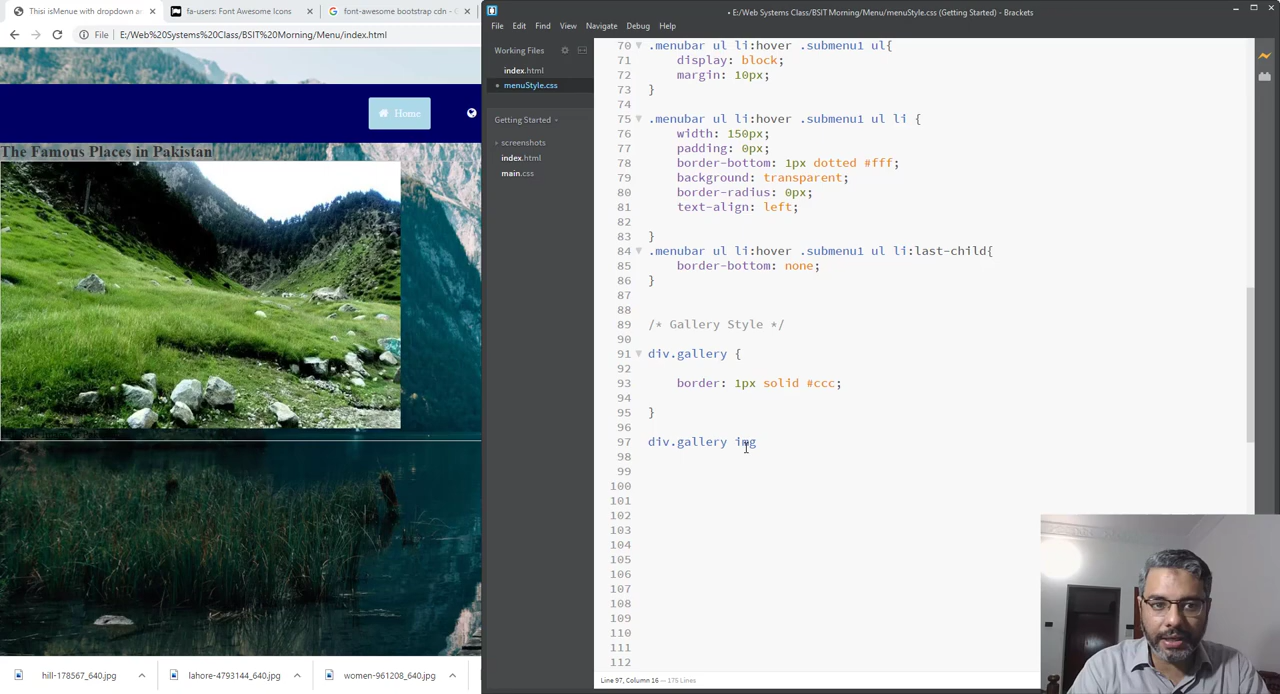 Thisi isMenue with dropdown a
fa-users: Font Awesome Icons
font-awesome bootstrap cdn - G
File
E:/Web%20Systems%20Class/BSIT%20Morning/Menu/index.html
Home
The Famous Places in Pakistan
hill-178567_640.jpg
lahore-4793144_640.jpg
women-961208_640.jpg
• E:/Web Systems Class/BSIT Morning/Menu/menuStyle.css (Getting Started) - Brackets
File Edit Find View Navigate Debug Help
Working Files
index.html
menuStyle.css
Getting Started
screenshots
index.html
main.css
70 .menubar ul li:hover .submenu1 ul{
71 display: block;
72 margin: 10px;
73 }
74
75 .menubar ul li:hover .submenu1 ul li {
76 width: 150px;
77 padding: 0px;
78 border-bottom: 1px dotted #fff;
79 background: transparent;
80 border-radius: 0px;
81 text-align: left;
82
83 }
84 .menubar ul li:hover .submenu1 ul li:last-child{
85 border-bottom: none;
86 }
87
88
89 /* Gallery Style */
90
91 div.gallery {
92
93 border: 1px solid #ccc;
94
95 }
96
97 div.gallery img
98
99
100
101
102
103
104
105
106
107
108
109
110
111
112
Line 97, Column 16 — 175 Lines